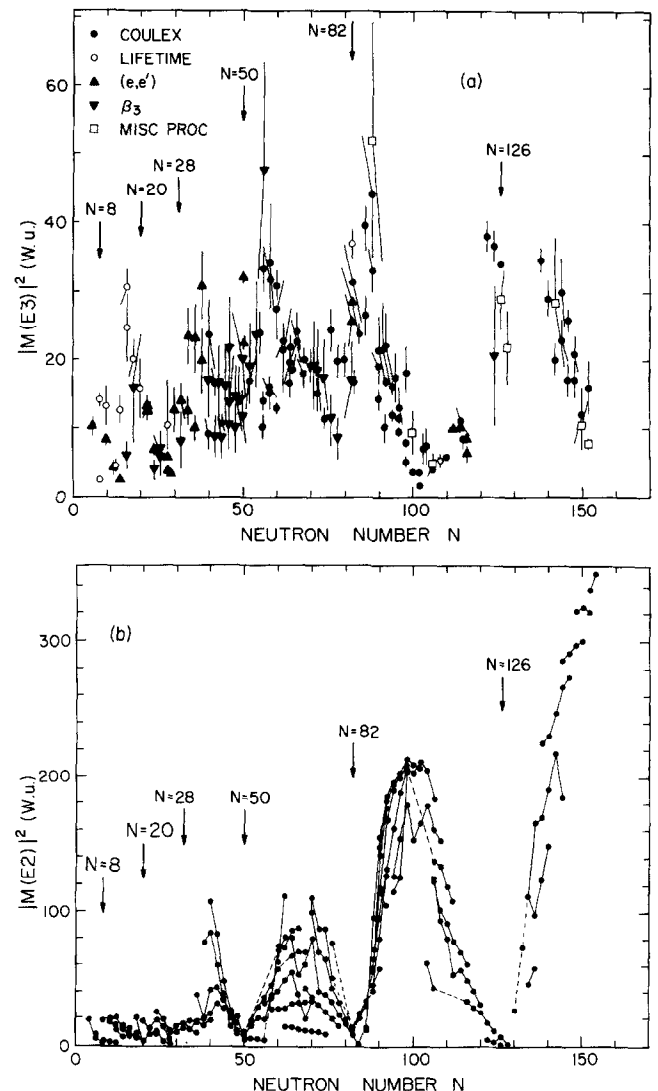 COULEX
LIFETIME
(e,e')
β3
MISC PROC
N=8
N=20
N=28
N=50
N=82
N=126
(a)
60
40
20
0
|M(E3)|² (W.u.)
0 50 100 150
NEUTRON NUMBER N
(b)
N=8
N=20
N=28
N=50
N=82
N=126
300
200
100
0
|M(E2)|² (W.u.)
0 50 100 150
NEUTRON NUMBER N